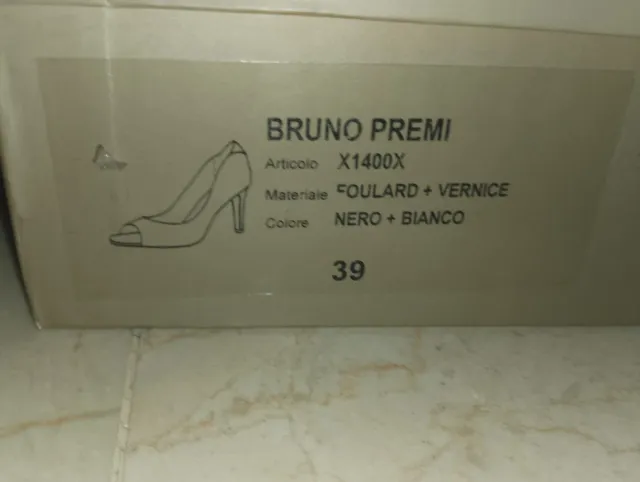 BRUNO PREMI
Articolo X1400X
Materiale FOULARD + VERNICE
Colore NERO + BIANCO
39